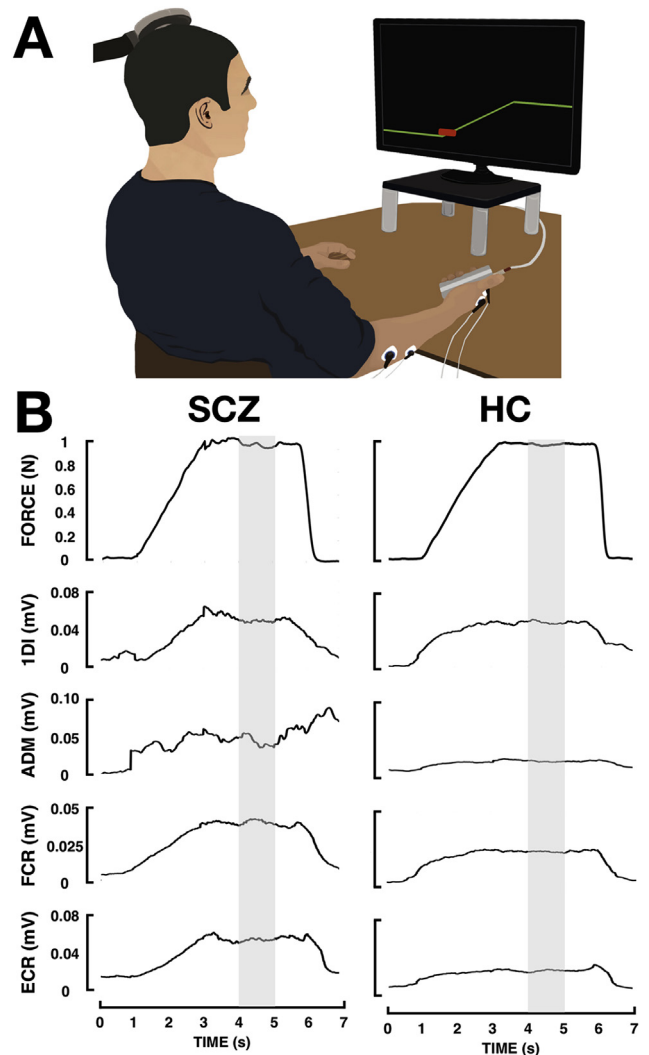 A
B
SCZ
HC
FORCE (N)
1
0.8
0.6
0.4
0.2
0
1DI (mV)
0.08
0.04
0
ADM (mV)
0.10
0.05
0
FCR (mV)
0.05
0.025
0
ECR (mV)
0.08
0.04
0
0 1 2 3 4 5 6 7
TIME (s)
0 1 2 3 4 5 6 7
TIME (s)